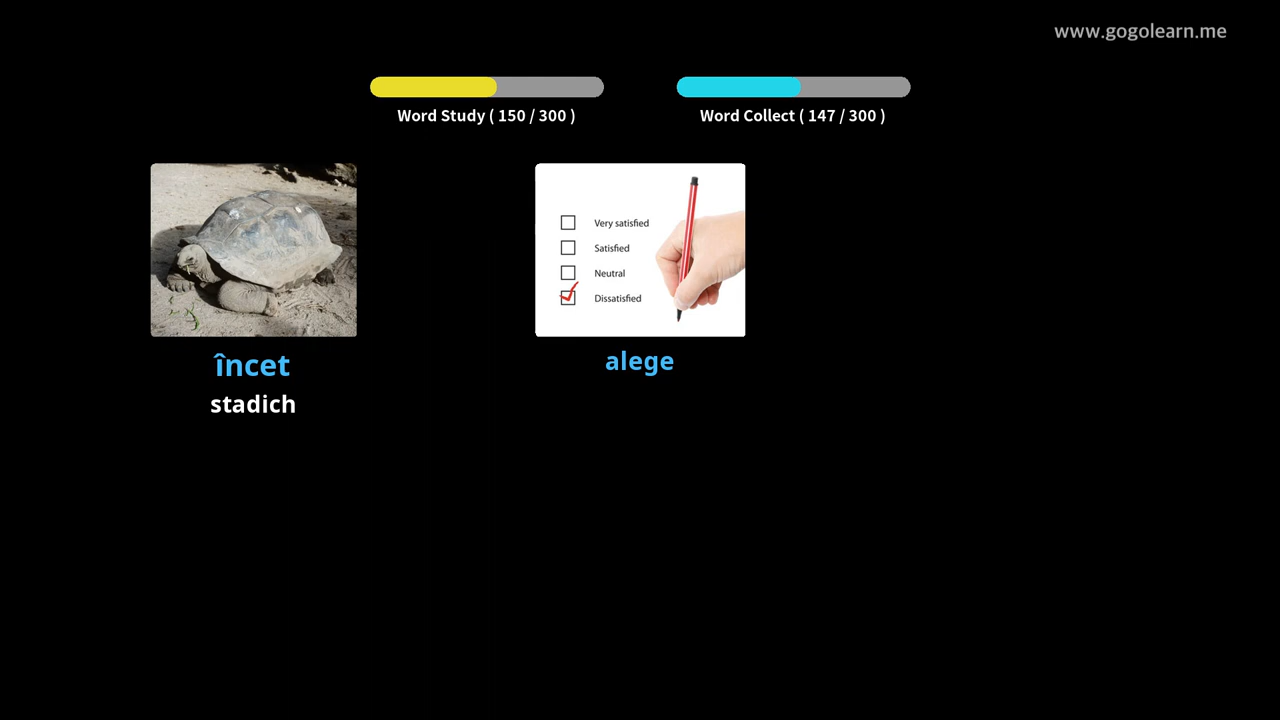 www.gogolearn.me
Word Study ( 150 / 300 )
Word Collect ( 147 / 300 )
Very satisfied
Satisfied
Neutral
Dissatisfied
încet
stadich
alege